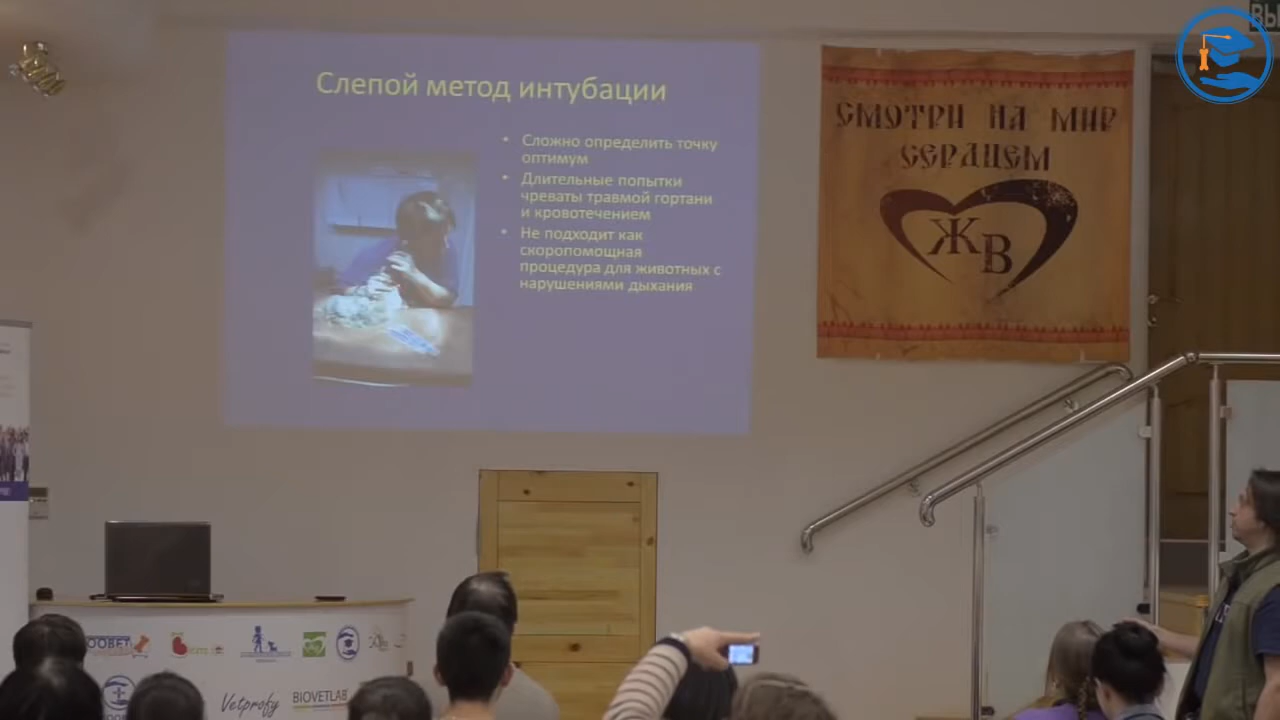 Слепой метод интубации
• Сложно определить точку
оптимум
• Длительные попытки
чреваты травмой гортани
и кровотечением
• Не подходит как
скоропомощная
процедура для животных с
нарушениями дыхания
СМОТРИ НА МИР
СЕРДЦЕМ
ЖВ
Vetprofy
BIOVETLAB